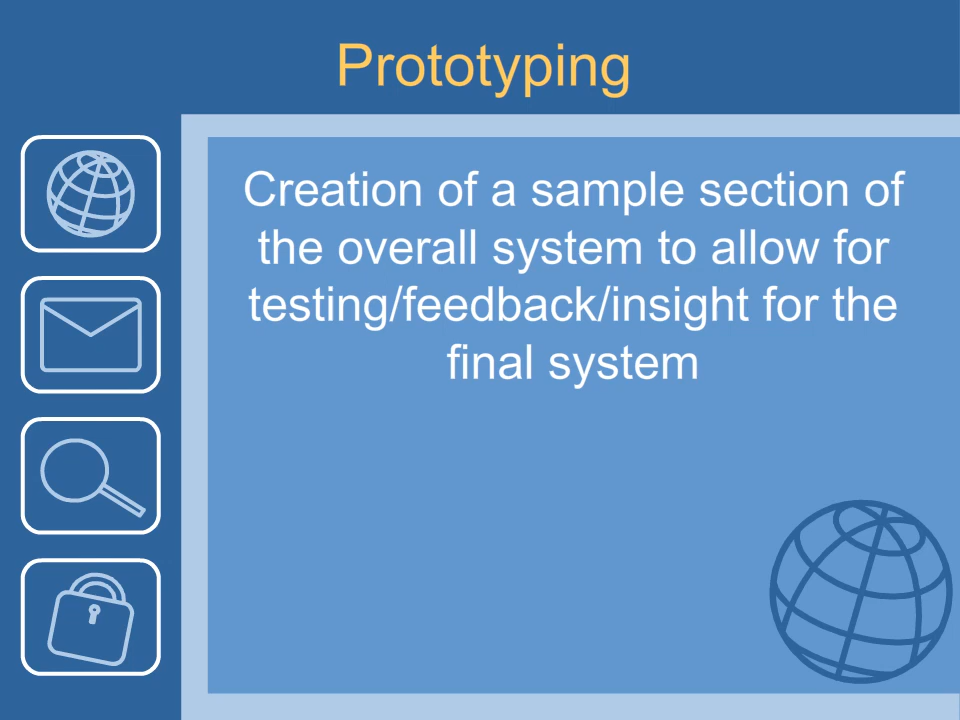 Prototyping
Creation of a sample section of
the overall system to allow for
testing/feedback/insight for the
final system